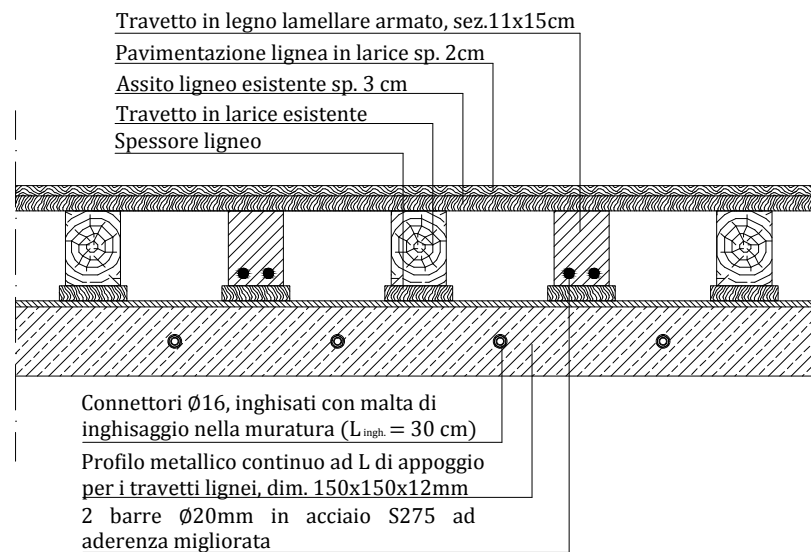 Travetto in legno lamellare armato, sez.11x15cm
Pavimentazione lignea in larice sp. 2cm
Assito ligneo esistente sp. 3 cm
Travetto in larice esistente
Spessore ligneo
Connettori Ø16, inghisati con malta di
inghisaggio nella muratura (L ingh. = 30 cm)
Profilo metallico continuo ad L di appoggio
per i travetti lignei, dim. 150x150x12mm
2 barre Ø20mm in acciaio S275 ad
aderenza migliorata